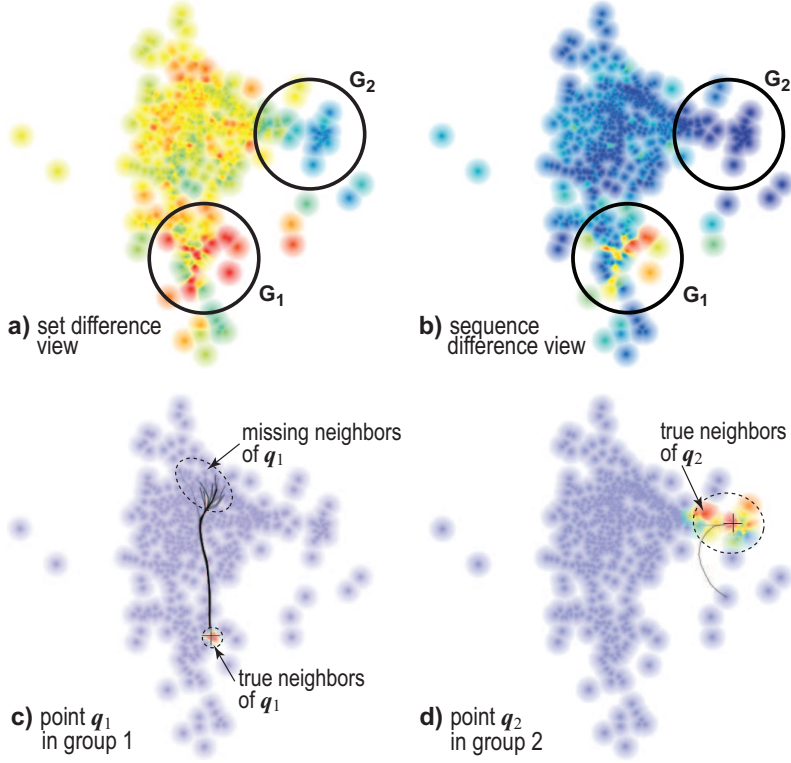 G2
G2
G1
G1
a) set difference
view
b) sequence
difference view
missing neighbors
of q1
true neighbors
of q2
true neighbors
of q1
c) point q1
in group 1
d) point q2
in group 2